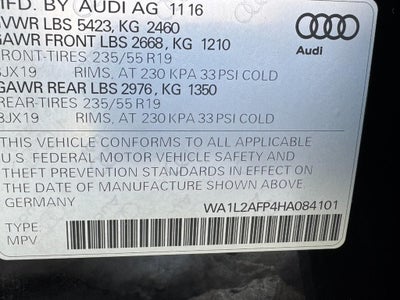 MFD. BY AUDI AG 11 16
GVWR LBS 5423, KG 2460
GAWR FRONT LBS 2668, KG 1210
FRONT-TIRES 235/55 R19
8JX19 RIMS, AT 230 KPA 33 PSI COLD
GAWR REAR LBS 2976, KG 1350
REAR-TIRES 235/55 R19
8JX19 RIMS, AT 230 KPA 33 PSI COLD
Audi
THIS VEHICLE CONFORMS TO ALL APPLICABLE
U.S. FEDERAL MOTOR VEHICLE SAFETY AND
THEFT PREVENTION STANDARDS IN EFFECT ON
THE DATE OF MANUFACTURE SHOWN ABOVE.
GERMANY
WA1L2AFP4HA084101
TYPE:
MPV